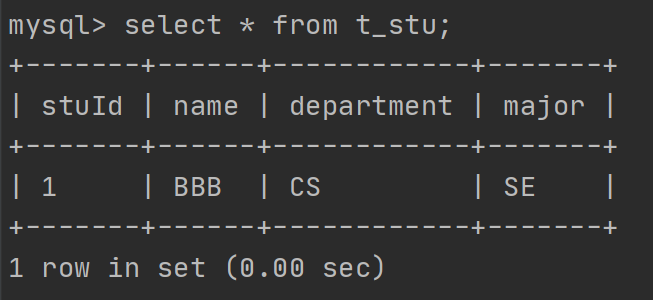 mysql> select * from t_stu;
+-------+------+------------+-------+
| stuId | name | department | major |
+-------+------+------------+-------+
| 1     | BBB  | CS         | SE    |
+-------+------+------------+-------+
1 row in set (0.00 sec)